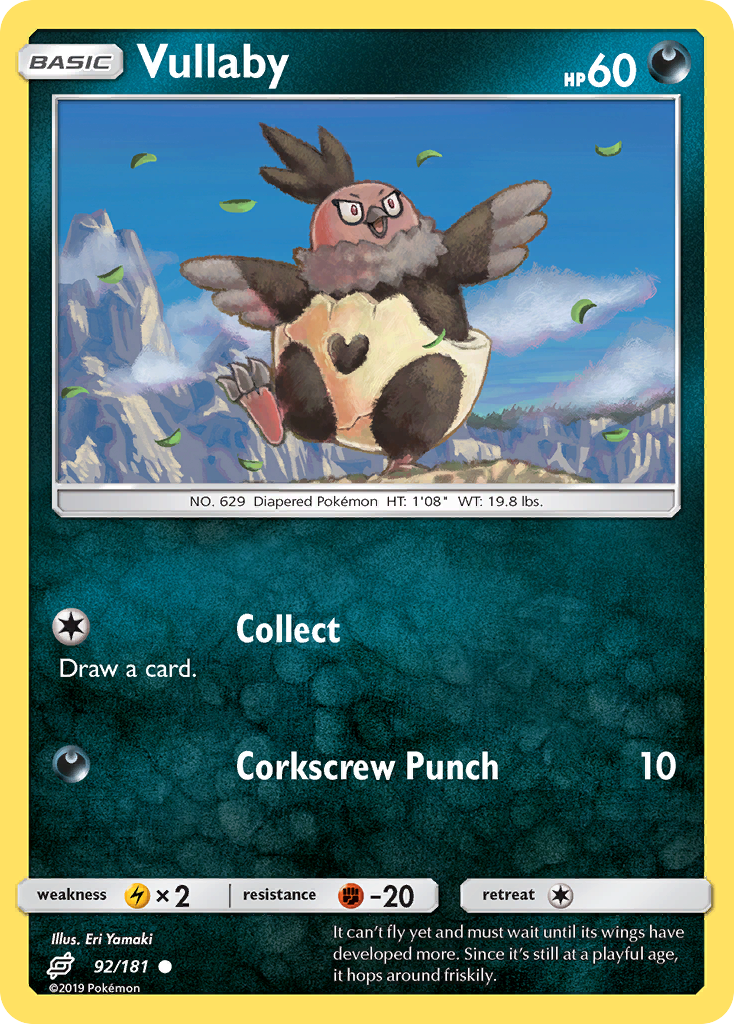 BASIC Vullaby HP60
NO. 629 Diapered Pokémon HT: 1'08" WT: 19.8 lbs.
Collect
Draw a card.
Corkscrew Punch 10
weakness ×2 resistance -20 retreat
Illus. Eri Yamaki
92/181
©2019 Pokémon
It can't fly yet and must wait until its wings have
developed more. Since it's still at a playful age,
it hops around friskily.